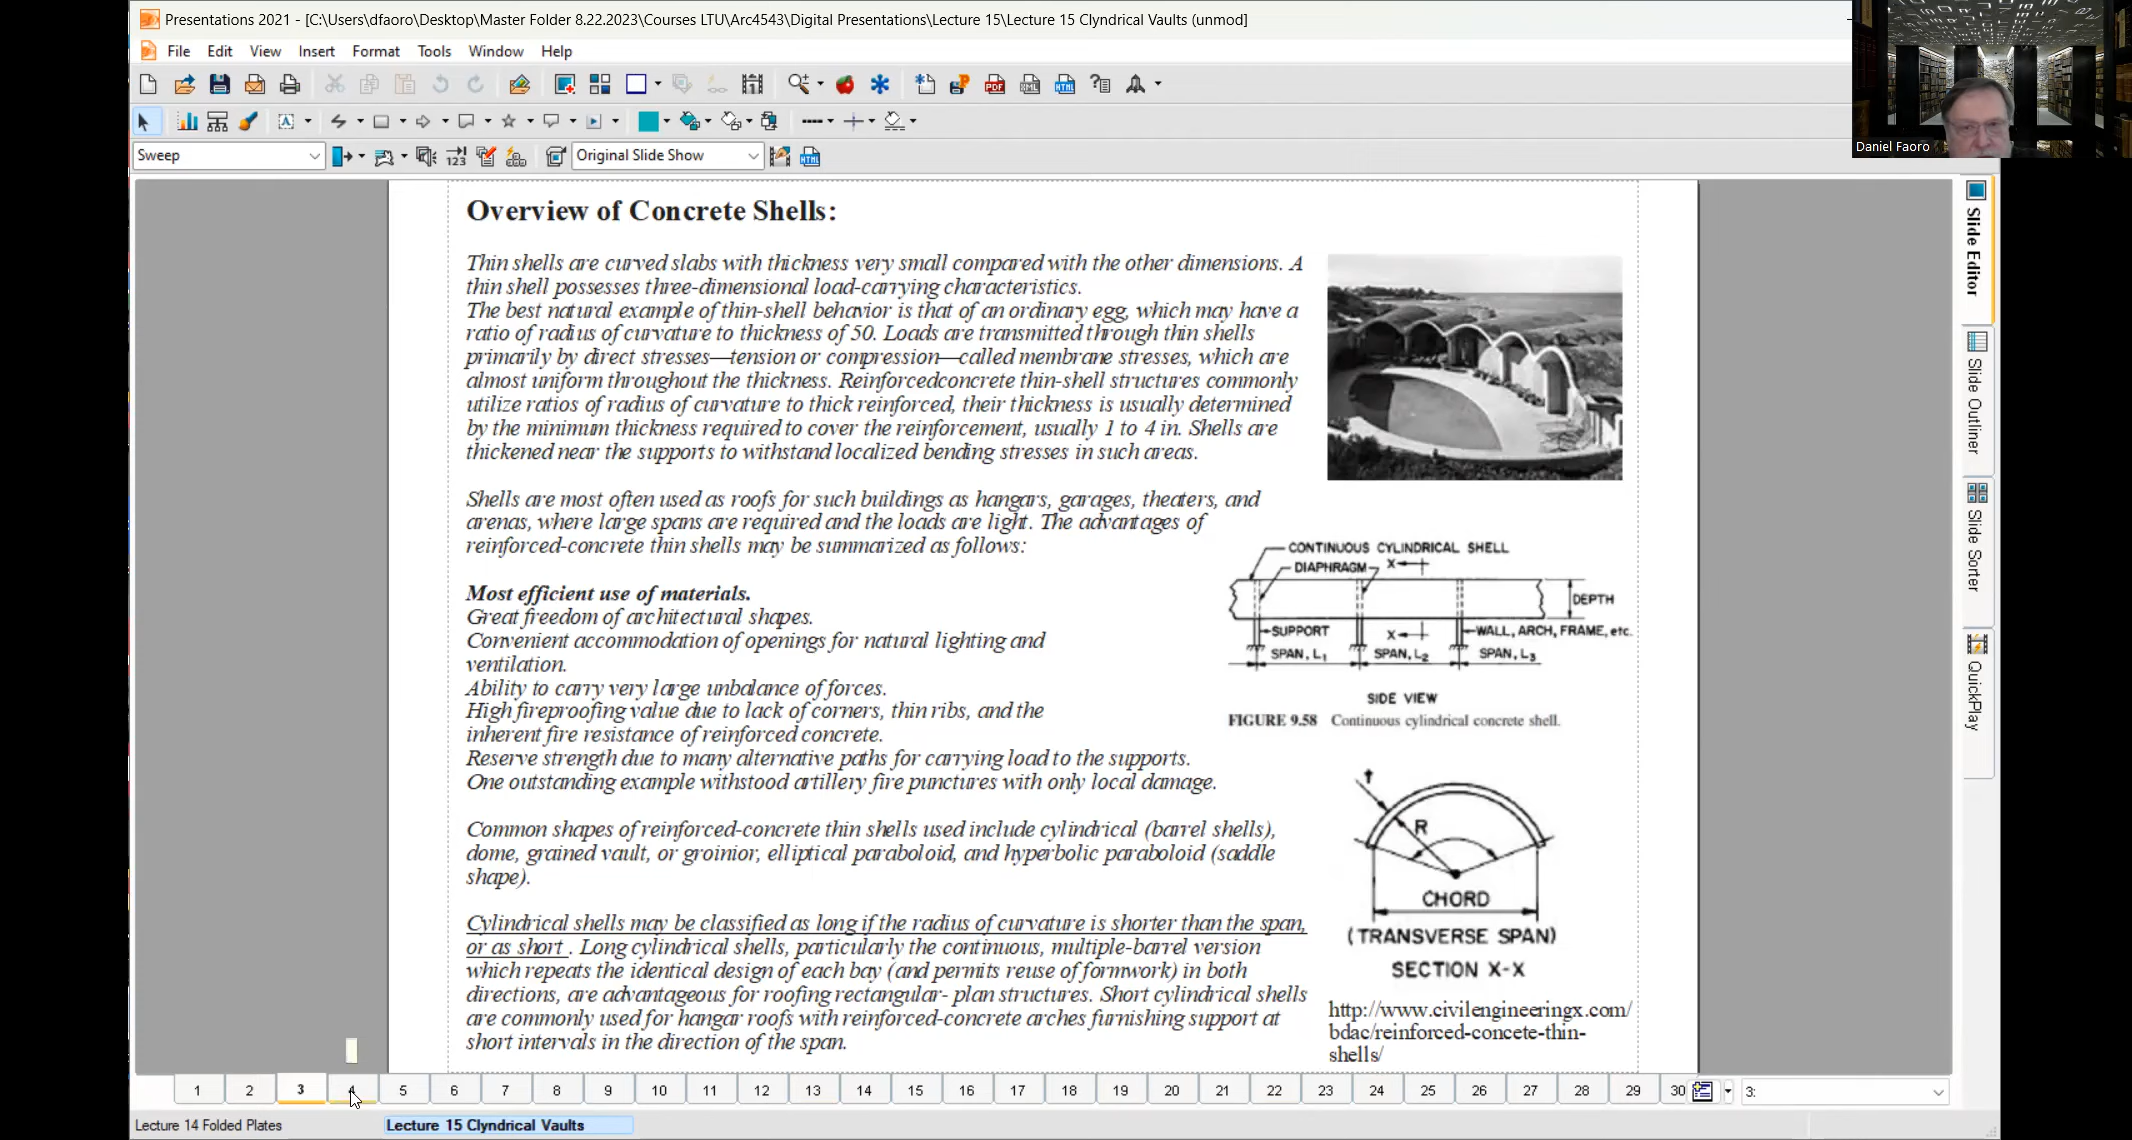 Presentations 2021 - [C:\Users\dfaoro\Desktop\Master Folder 8.22.2023\Courses LTU\Arc4543\Digital Presentations\Lecture 15\Lecture 15 Clyndrical Vaults (unmod]
File Edit View Insert Format Tools Window Help
Sweep
Original Slide Show
Daniel Faoro
Overview of Concrete Shells:
Thin shells are curved slabs with thickness very small compared with the other dimensions. A
thin shell possesses three-dimensional load-carrying characteristics.
The best natural example of thin-shell behavior is that of an ordinary egg, which may have a
ratio of radius of curvature to thickness of 50. Loads are transmitted through thin shells
primarily by direct stresses—tension or compression—called membrane stresses, which are
almost uniform throughout the thickness. Reinforcedconcrete thin-shell structures commonly
utilize ratios of radius of curvature to thick reinforced, their thickness is usually determined
by the minimum thickness required to cover the reinforcement, usually 1 to 4 in. Shells are
thickened near the supports to withstand localized bending stresses in such areas.
Shells are most often used as roofs for such buildings as hangars, garages, theaters, and
arenas, where large spans are required and the loads are light. The advantages of
reinforced-concrete thin shells may be summarized as follows:
Most efficient use of materials.
Great freedom of architectural shapes.
Convenient accommodation of openings for natural lighting and
ventilation.
Ability to carry very large unbalance of forces.
High fireproofing value due to lack of corners, thin ribs, and the
inherent fire resistance of reinforced concrete.
Reserve strength due to many alternative paths for carrying load to the supports.
One outstanding example withstood artillery fire punctures with only local damage.
Common shapes of reinforced-concrete thin shells used include cylindrical (barrel shells),
dome, grained vault, or groinior, elliptical paraboloid, and hyperbolic paraboloid (saddle
shape).
Cylindrical shells may be classified as long if the radius of curvature is shorter than the span,
or as short . Long cylindrical shells, particularly the continuous, multiple-barrel version
which repeats the identical design of each bay (and permits reuse of formwork) in both
directions, are advantageous for roofing rectangular- plan structures. Short cylindrical shells
are commonly used for hangar roofs with reinforced-concrete arches furnishing support at
short intervals in the direction of the span.
CONTINUOUS CYLINDRICAL SHELL
DIAPHRAGM
X
DEPTH
SUPPORT
X
WALL, ARCH, FRAME, etc.
SPAN, L1
SPAN, L2
SPAN, L3
SIDE VIEW
FIGURE 9.58 Continuous cylindrical concrete shell.
t
R
CHORD
(TRANSVERSE SPAN)
SECTION X-X
http://www.civilengineeringx.com/
bdac/reinforced-concete-thin-
shells/
Slide Editor
Slide Outliner
Slide Sorter
QuickPlay
1 2 3 4 5 6 7 8 9 10 11 12 13 14 15 16 17 18 19 20 21 22 23 24 25 26 27 28 29 30
3:
Lecture 14 Folded Plates
Lecture 15 Clyndrical Vaults